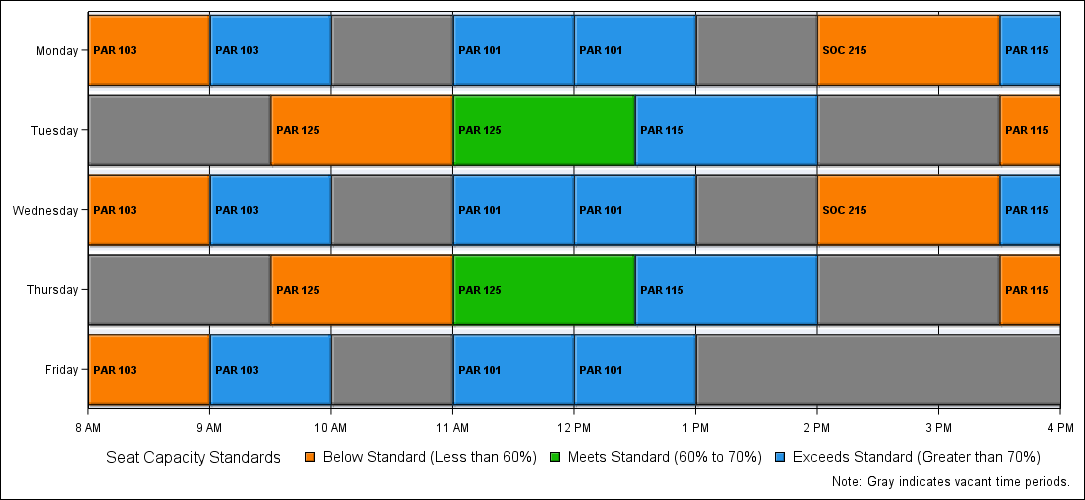 Monday PAR 103 PAR 103 PAR 101 PAR 101 SOC 215 PAR 115
Tuesday PAR 125 PAR 125 PAR 115 PAR 115
Wednesday PAR 103 PAR 103 PAR 101 PAR 101 SOC 215 PAR 115
Thursday PAR 125 PAR 125 PAR 115 PAR 115
Friday PAR 103 PAR 103 PAR 101 PAR 101
8 AM 9 AM 10 AM 11 AM 12 PM 1 PM 2 PM 3 PM 4 PM
Seat Capacity Standards Below Standard (Less than 60%) Meets Standard (60% to 70%) Exceeds Standard (Greater than 70%)
Note: Gray indicates vacant time periods.